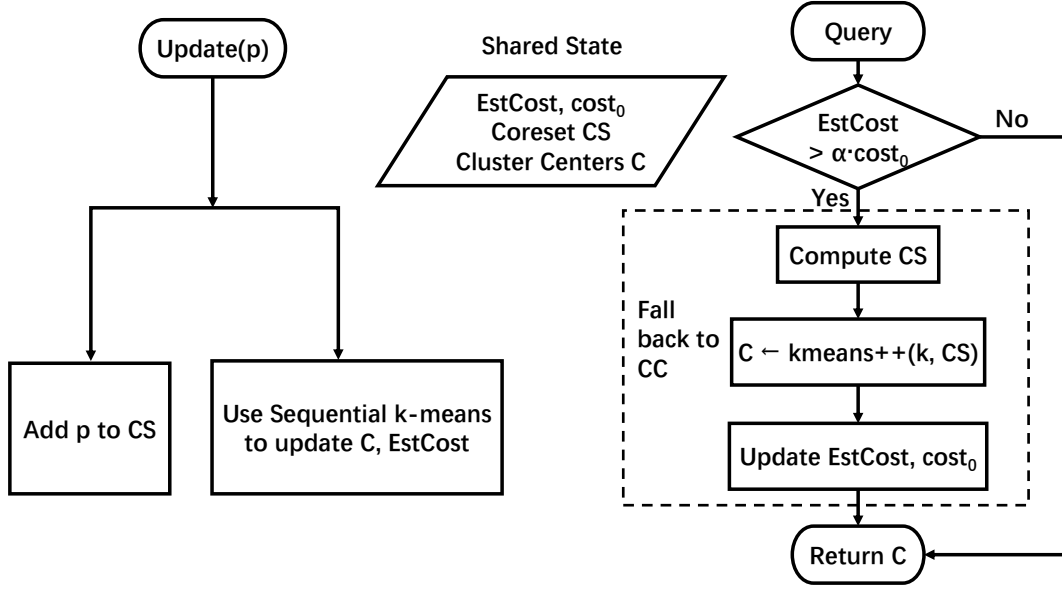 Update(p)
Add p to CS
Use Sequential k-means
to update C, EstCost
Shared State
EstCost, cost₀
Coreset CS
Cluster Centers C
Query
EstCost
> α·cost₀
No
Yes
Fall
back to
CC
Compute CS
C ← kmeans++(k, CS)
Update EstCost, cost₀
Return C